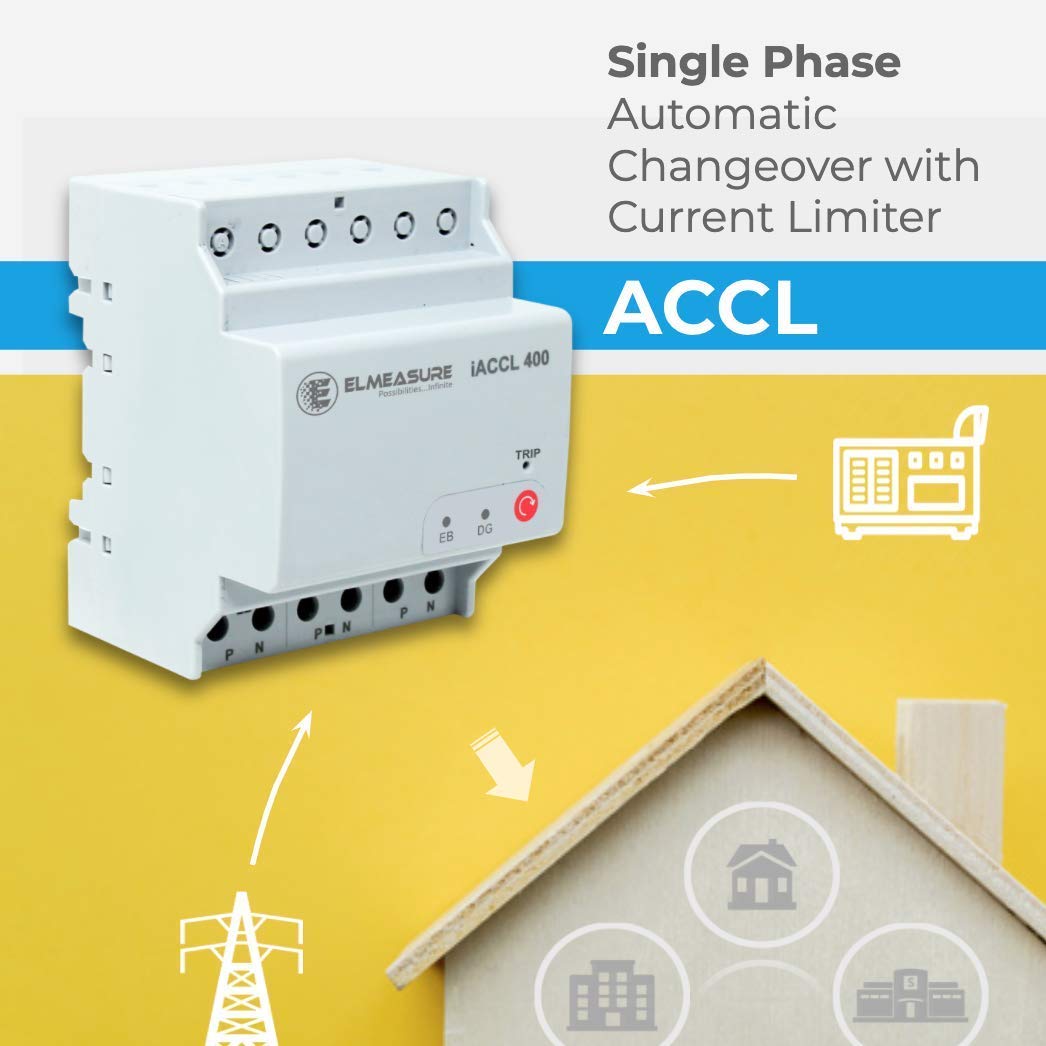 Single Phase
Automatic
Changeover with
Current Limiter
ACCL
ELMEASURE
Possibilities...Infinite
iACCL 400
TRIP
EB
DG
P N P N P N
S